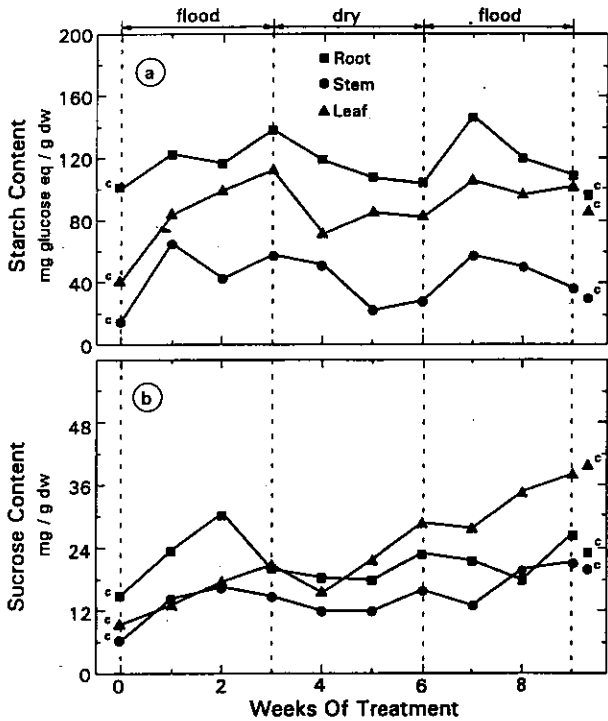 flood dry flood
200
160
120
80
40
0
Starch Content
mg glucose eq / g dw
a
Root
Stem
Leaf
c
c
c
c
c
c
48
36
24
12
0
Sucrose Content
mg / g dw
b
c
c
c
c
c
c
0 2 4 6 8
Weeks Of Treatment